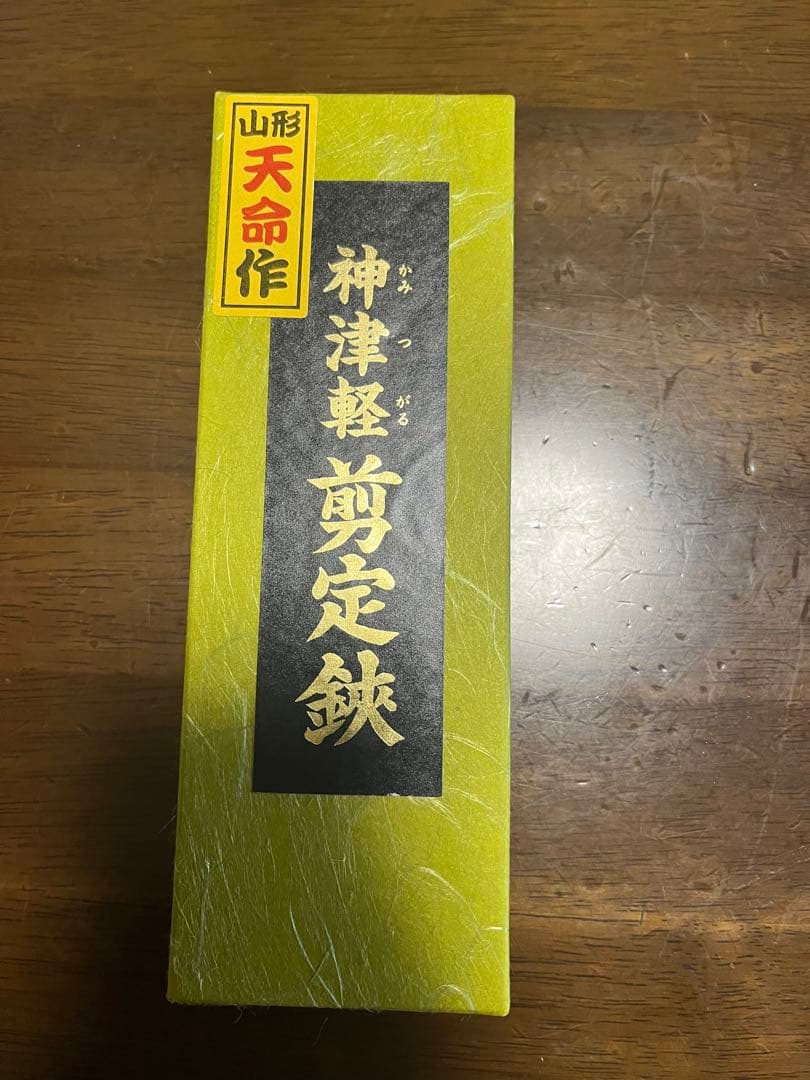 山形
天命作
神津軽剪定鋏
かみつがる